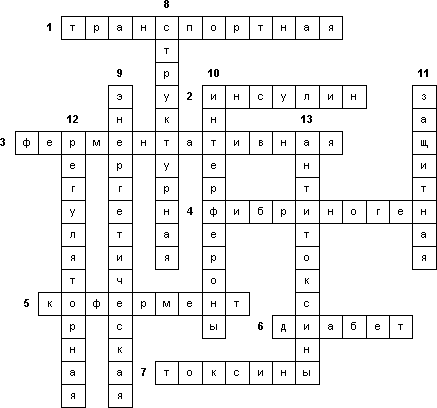 1 транспортная
2 инсулин
3 ферментативная
4 фибриноген
5 кофермент
6 диабет
7 токсины
8 структурная
9 энергетическая
10 интерфероны
11 защитная
12 регуляторная
13 антитоксины